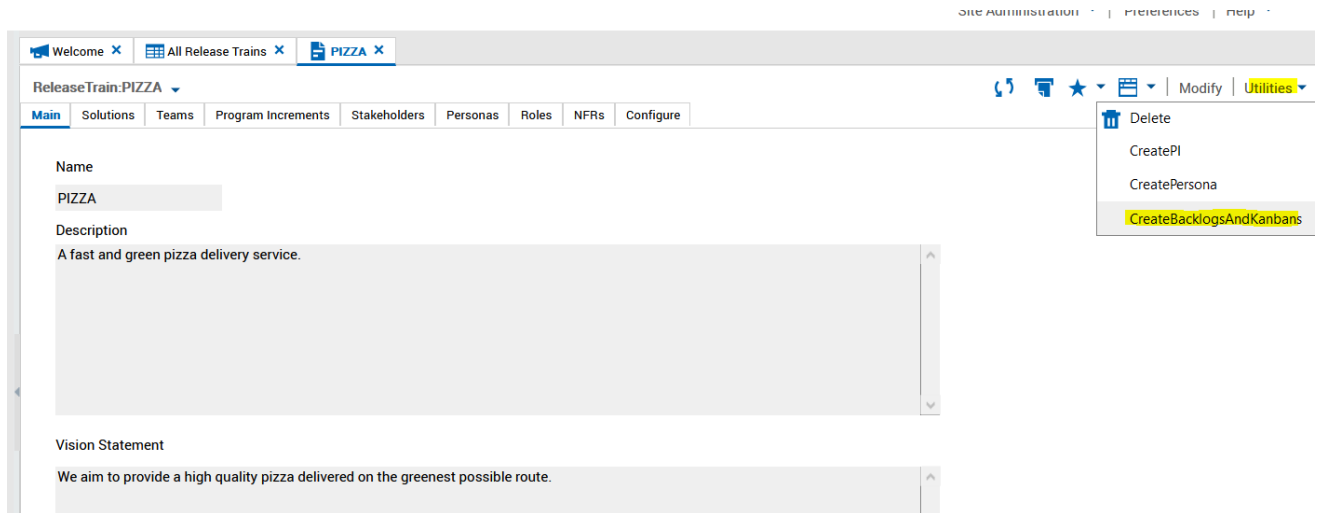 Site Administration | Preferences | Help
Welcome All Release Trains PIZZA
ReleaseTrain:PIZZA Modify | Utilities
Main Solutions Teams Program Increments Stakeholders Personas Roles NFRs Configure
Delete
CreatePI
CreatePersona
CreateBacklogsAndKanbans
Name
PIZZA
Description
A fast and green pizza delivery service.
Vision Statement
We aim to provide a high quality pizza delivered on the greenest possible route.